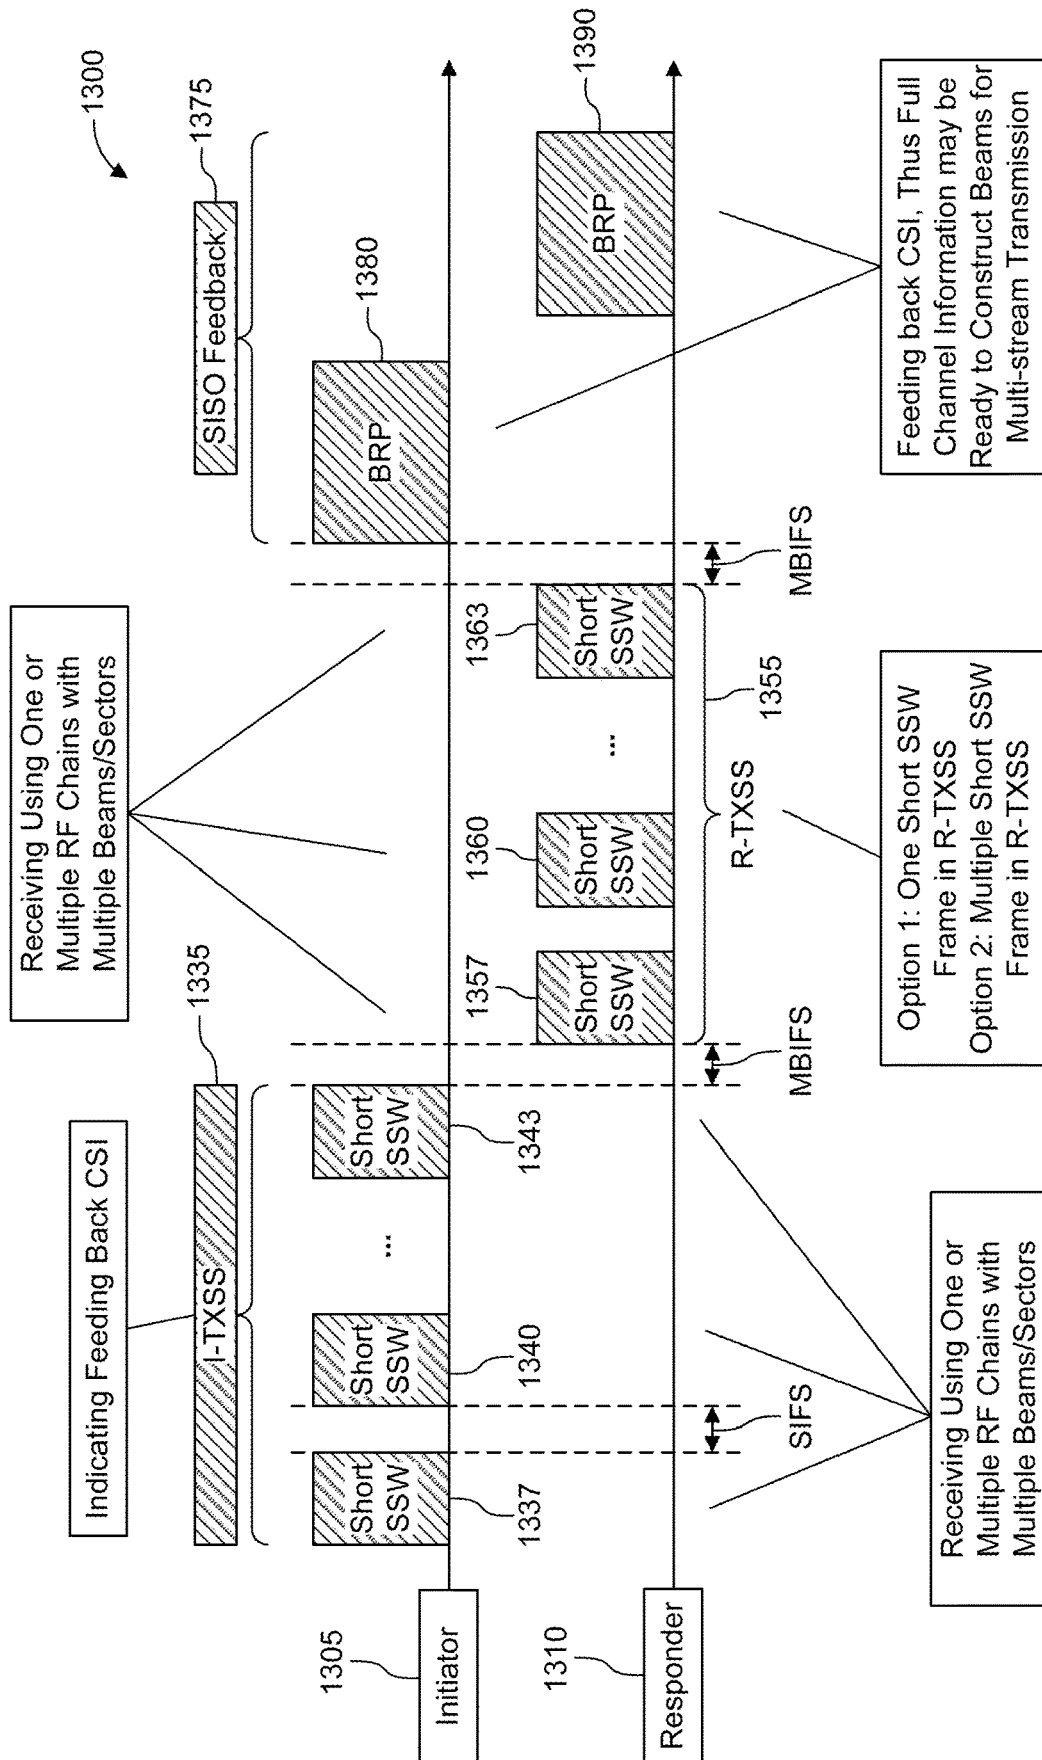 1300
Indicating Feeding Back CSI
Receiving Using One or
Multiple RF Chains with
Multiple Beams/Sectors
I-TXSS
1335
SISO Feedback
1375
1305
Initiator
Short
SSW
1337
Short
SSW
1340
...
Short
SSW
1343
BRP
1380
1310
Responder
SIFS
MBIFS
Short
SSW
1357
Short
SSW
1360
...
Short
SSW
1363
R-TXSS
1355
MBIFS
BRP
1390
Receiving Using One or
Multiple RF Chains with
Multiple Beams/Sectors
Option 1: One Short SSW
Frame in R-TXSS
Option 2: Multiple Short SSW
Frame in R-TXSS
Feeding back CSI, Thus Full
Channel Information may be
Ready to Construct Beams for
Multi-stream Transmission